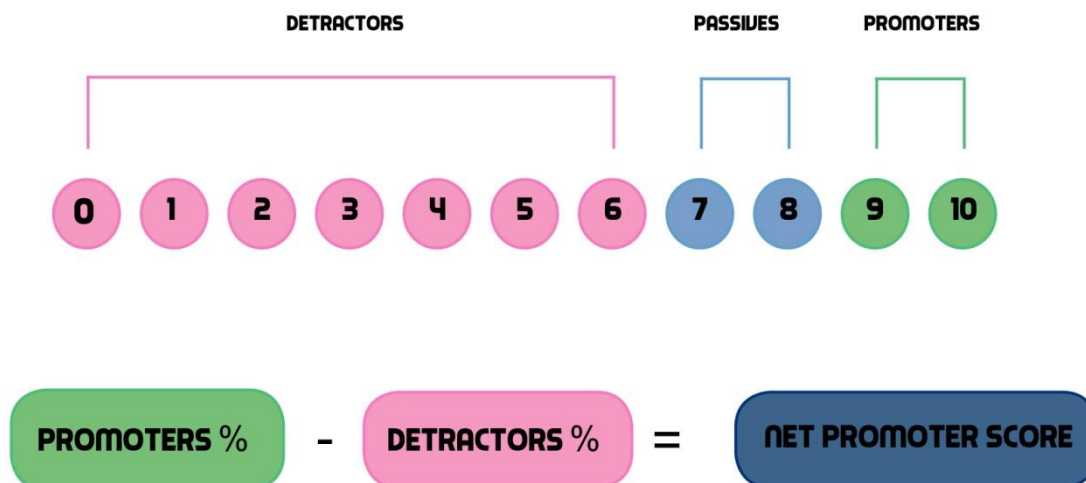 DETRACTORS PASSIVES PROMOTERS
0 1 2 3 4 5 6 7 8 9 10
PROMOTERS % - DETRACTORS % = NET PROMOTER SCORE